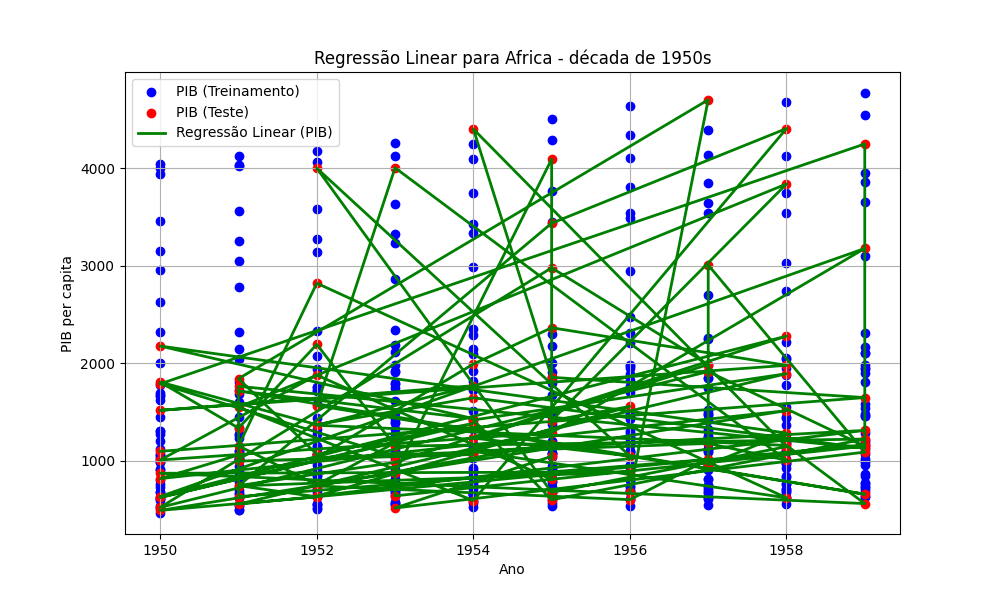 Regressão Linear para Africa - década de 1950s
PIB (Treinamento)
PIB (Teste)
Regressão Linear (PIB)
PIB per capita
4000
3000
2000
1000
1950
1952
1954
1956
1958
Ano